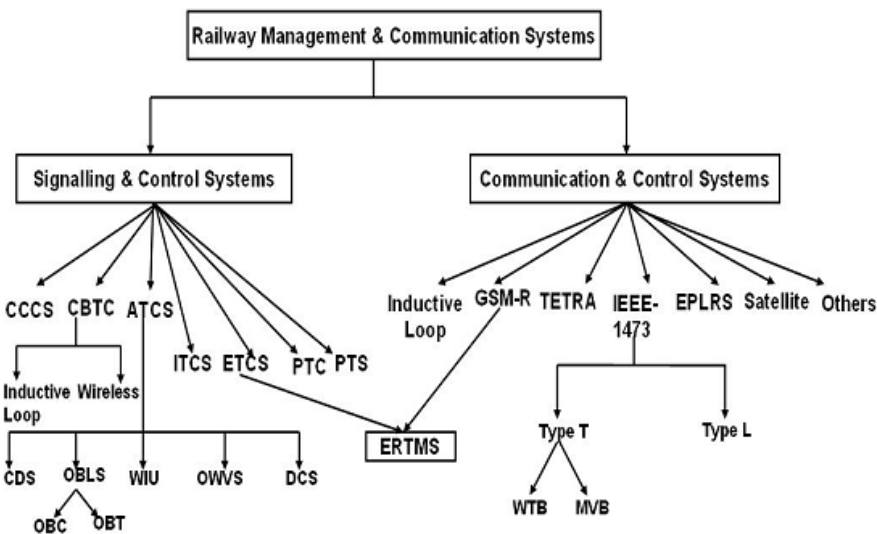 Railway Management & Communication Systems
Signalling & Control Systems
Communication & Control Systems
CCCS
CBTC
ATCS
ITCS
ETCS
PTC
PTS
Inductive
Loop
GSM-R
TETRA
IEEE-
1473
EPLRS
Satellite
Others
Inductive
Loop
Wireless
ERTMS
Type T
Type L
CDS
OBLS
WIU
OWVS
DCS
OBC
OBT
WTB
MVB